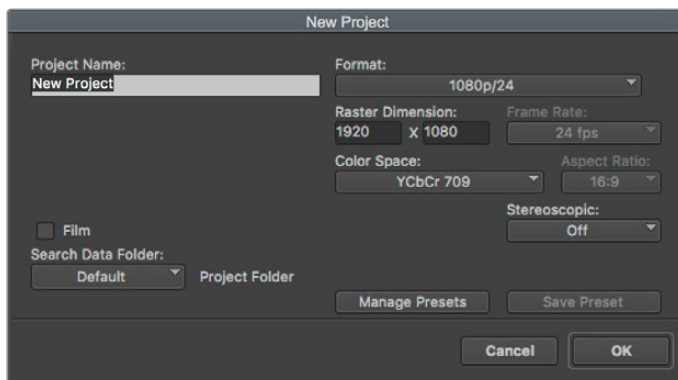 New Project
Project Name:
New Project
Format:
1080p/24
Raster Dimension:
1920 x 1080
Frame Rate:
24 fps
Color Space:
YCbCr 709
Aspect Ratio:
16:9
Stereoscopic:
Off
Film
Search Data Folder:
Default
Project Folder
Manage Presets
Save Preset
Cancel
OK